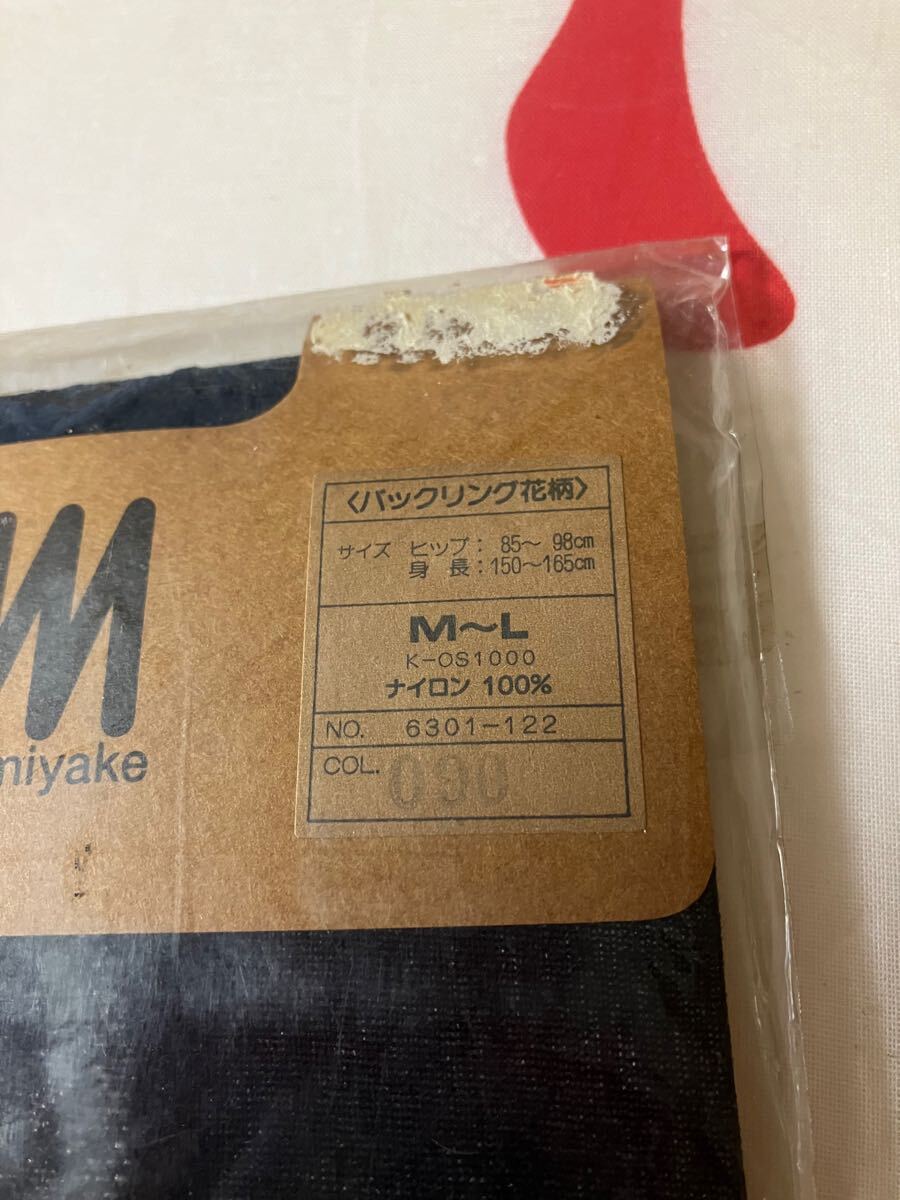 miyake
〈バックリング花柄〉
サイズ ヒップ: 85〜 98cm
身 長:150〜165cm
M〜L
K-OS1000
ナイロン 100%
NO. 6301-122
COL. 090